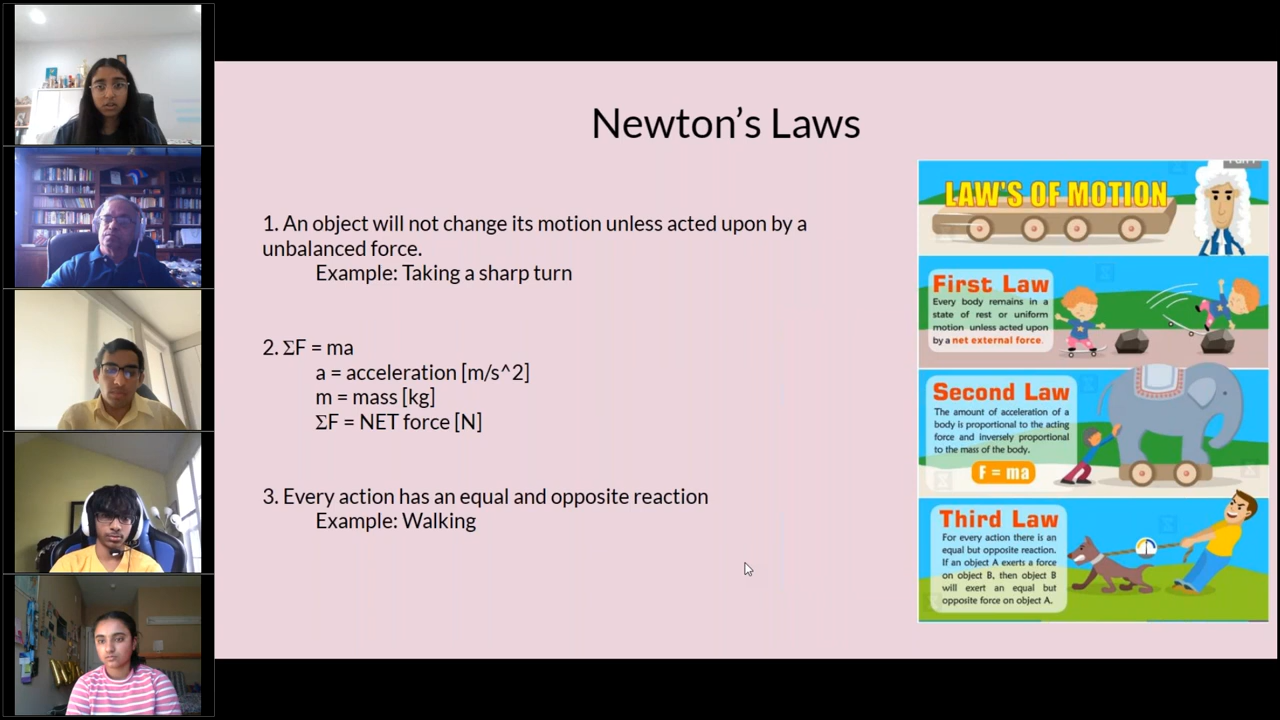 Newton’s Laws
1. An object will not change its motion unless acted upon by a
unbalanced force.
Example: Taking a sharp turn
2. ΣF = ma
a = acceleration [m/s^2]
m = mass [kg]
ΣF = NET force [N]
3. Every action has an equal and opposite reaction
Example: Walking
LAW'S OF MOTION
First Law
Every body remains in a
state of rest or uniform
motion unless acted upon
by a net external force.
Second Law
The amount of acceleration of a
body is proportional to the acting
force and inversely proportional
to the mass of the body.
F = ma
Third Law
For every action there is an
equal but opposite reaction.
If an object A exerts a force
on object B, then object B
will exert an equal but
opposite force on object A.